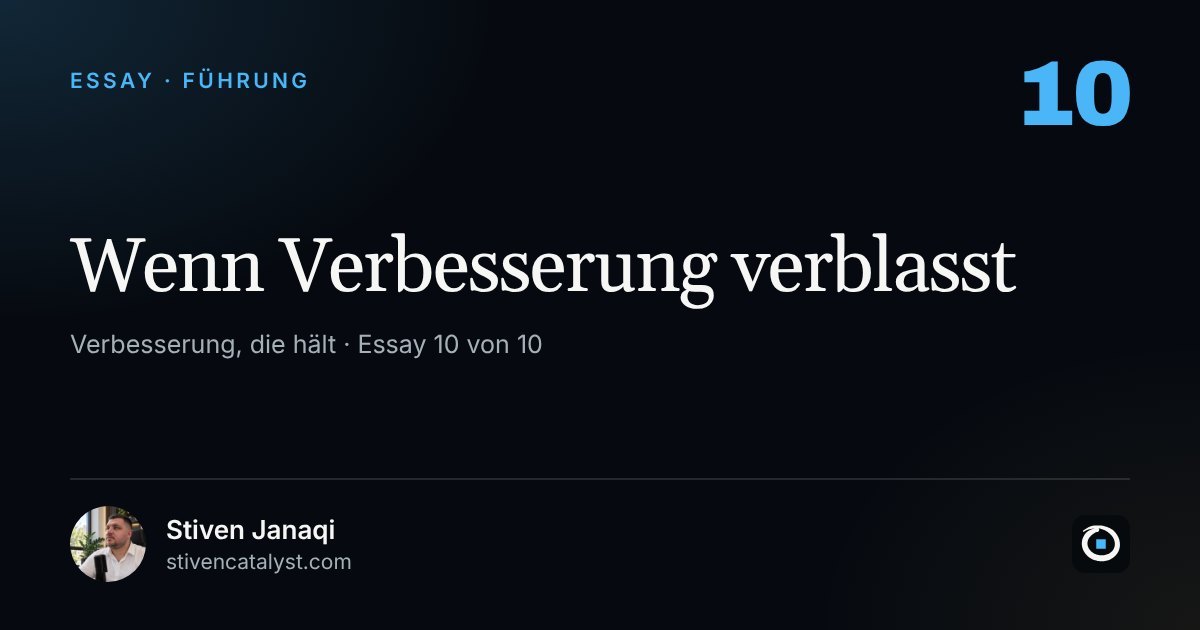 ESSAY · FÜHRUNG
10
Wenn Verbesserung verblasst
Verbesserung, die hält · Essay 10 von 10
Stiven Janaqi
stivencatalyst.com